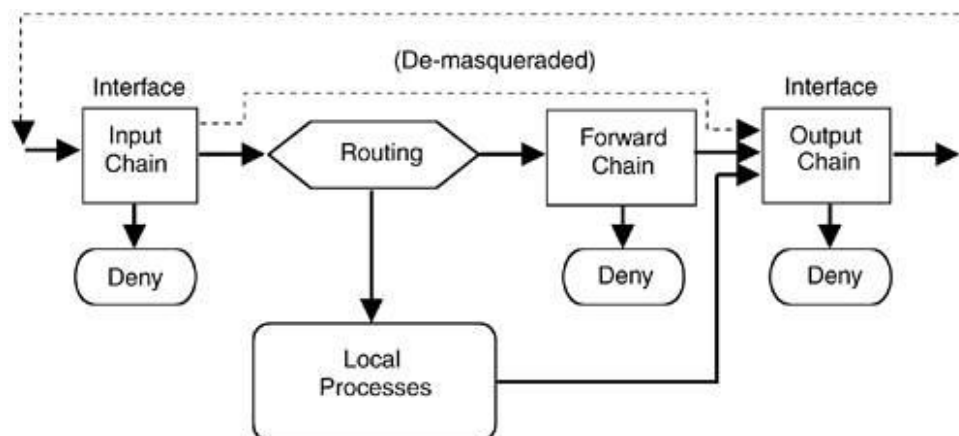 (De-masqueraded)
Interface
Interface
Input
Chain
Routing
Forward
Chain
Output
Chain
Deny
Deny
Deny
Local
Processes